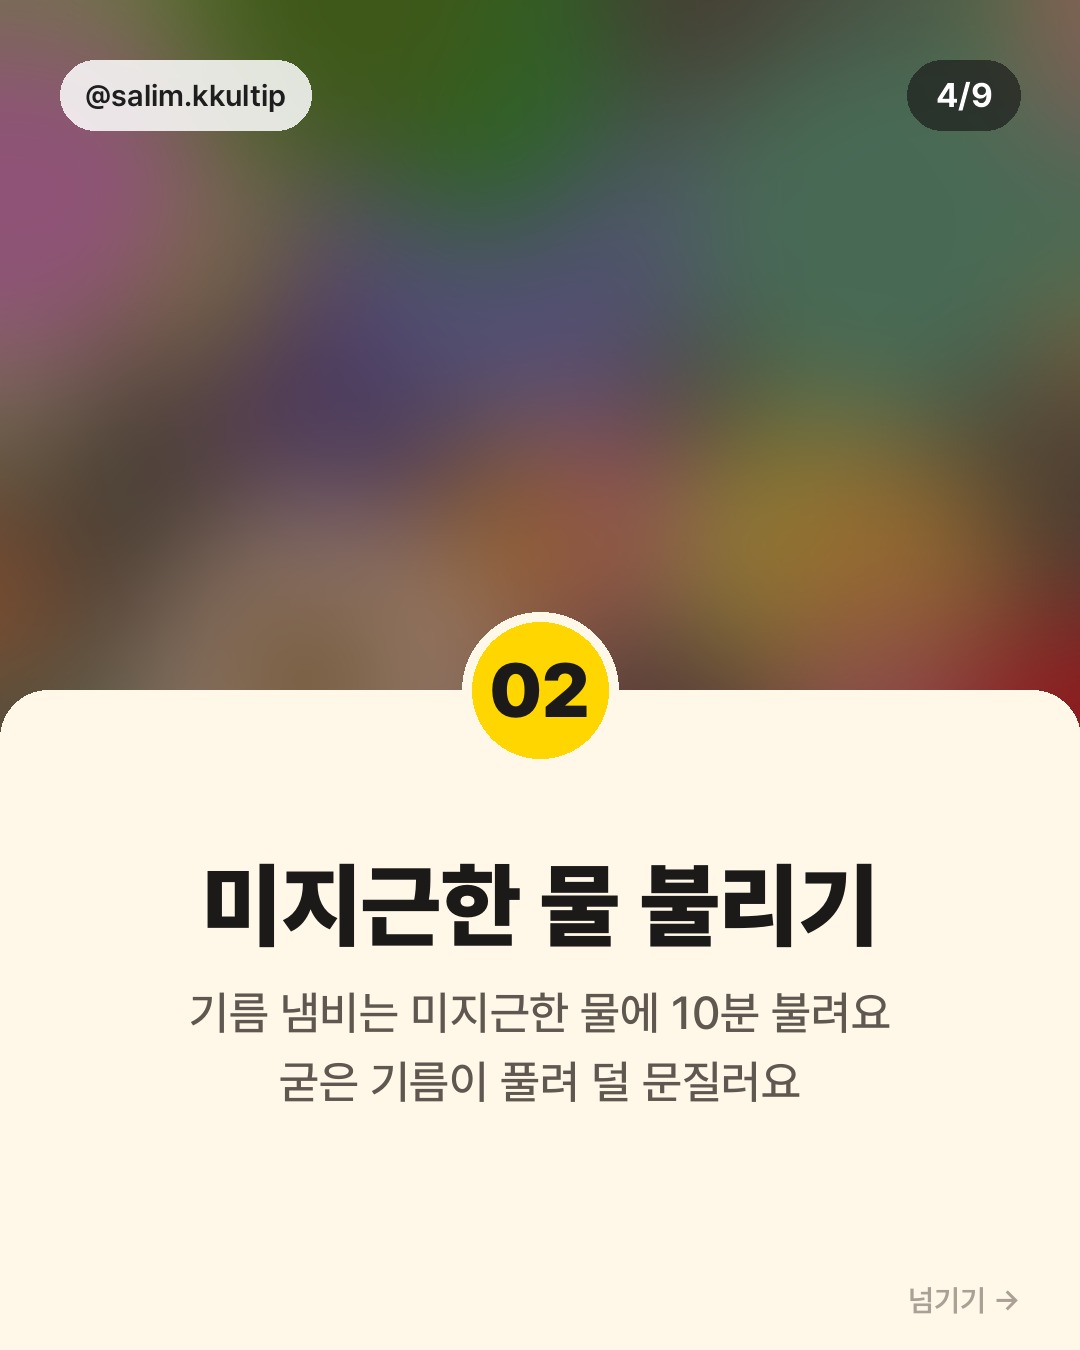 @salim.kkultip
4/9
02
미지근한 물 불리기
기름 냄비는 미지근한 물에 10분 불려요
굳은 기름이 풀려 덜 문질러요
넘기기 →